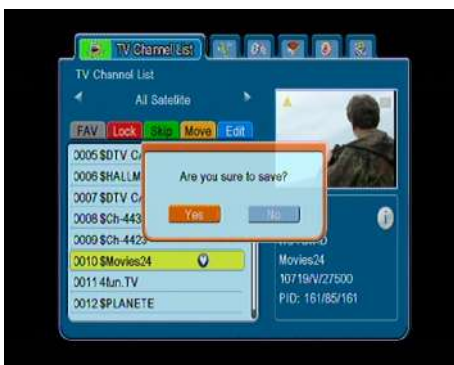 TV Channel List
TV Channel List
All Satellite
FAV Lock Skip Move Edit
0005 $DTV
0006 $HALLM
0007 $DTV
0008 $Ch-443
0009 $Ch-4423
0010 $Movies24
0011 4fun.TV
0012 $PLANETE
Are you sure to save?
Yes No
Movies24
10719/V/27500
PID: 161/85/161